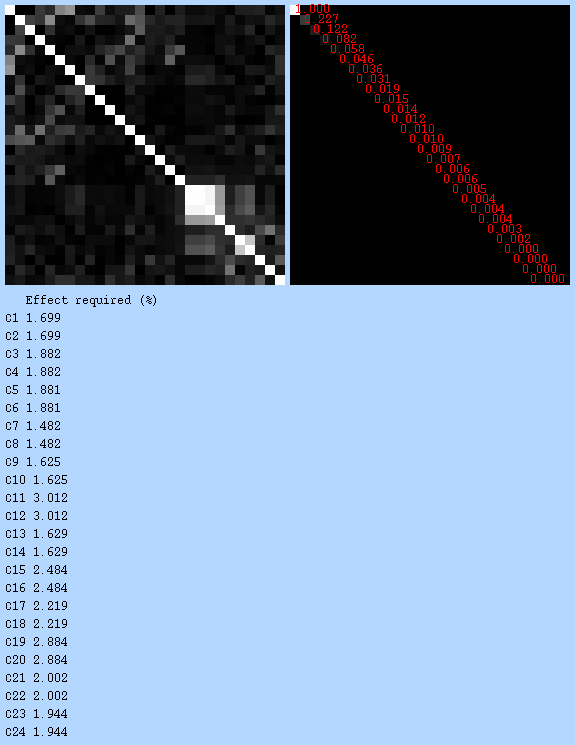 1.000
0.227
0.122
0.082
0.058
0.046
0.036
0.031
0.019
0.015
0.014
0.012
0.010
0.010
0.009
0.007
0.006
0.006
0.005
0.004
0.004
0.004
0.003
0.002
0.000
0.000
0.000
0.000
Effect required (%)
C1 1.699
C2 1.699
C3 1.882
C4 1.882
C5 1.881
C6 1.881
C7 1.482
C8 1.482
C9 1.625
C10 1.625
C11 3.012
C12 3.012
C13 1.629
C14 1.629
C15 2.484
C16 2.484
C17 2.219
C18 2.219
C19 2.884
C20 2.884
C21 2.002
C22 2.002
C23 1.944
C24 1.944